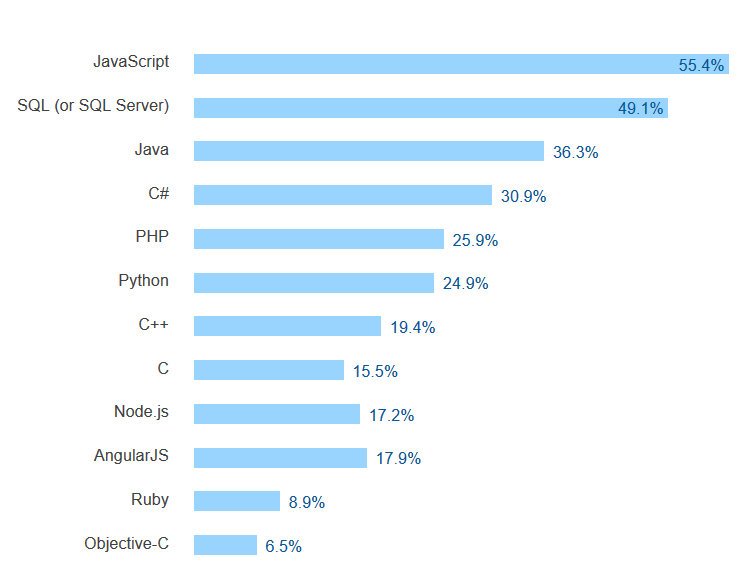 JavaScript 55.4%
SQL (or SQL Server) 49.1%
Java 36.3%
C# 30.9%
PHP 25.9%
Python 24.9%
C++ 19.4%
C 15.5%
Node.js 17.2%
AngularJS 17.9%
Ruby 8.9%
Objective-C 6.5%